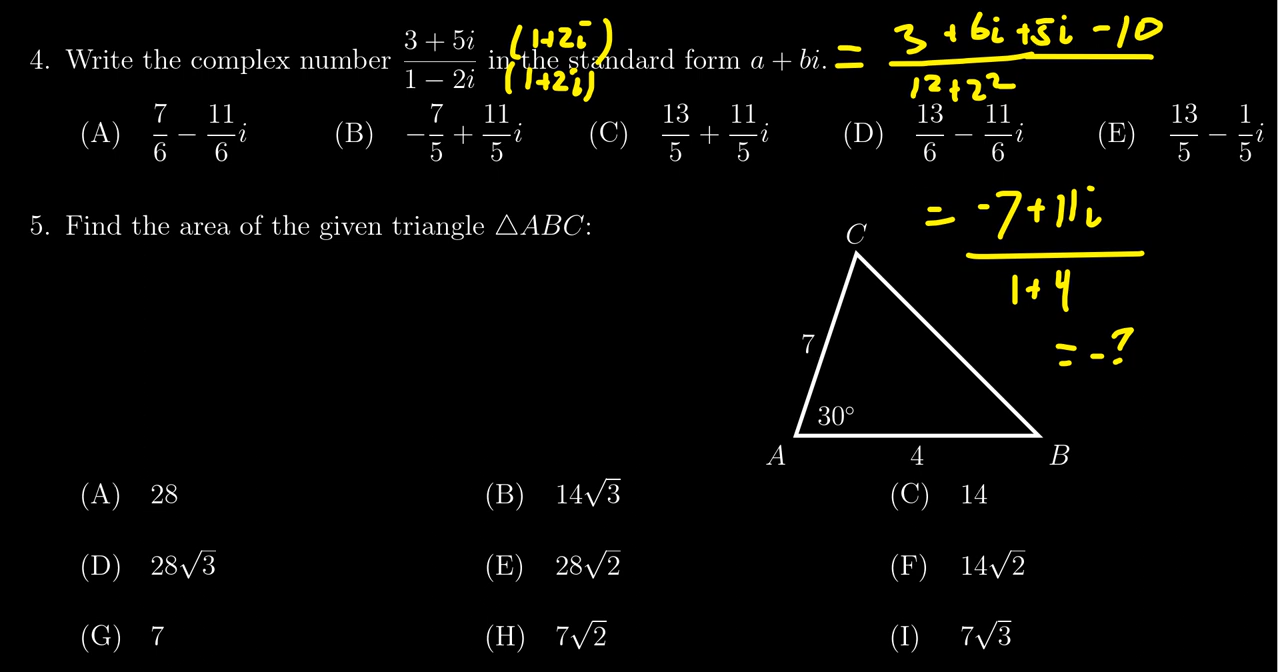 4. Write the complex number (3 + 5i)/(1 − 2i) in the standard form a + bi.
(1+2i)
(1+2i)
= (3 + 6i + 5i − 10)/(1² + 2²)
(A) 7/6 − 11/6 i (B) −7/5 + 11/5 i (C) 13/5 + 11/5 i (D) 13/6 − 11/6 i (E) 13/5 − 1/5 i
= (−7 + 11i)/(1 + 4)
= −?
5. Find the area of the given triangle △ABC:
C
7
30°
A 4 B
(A) 28 (B) 14√3 (C) 14
(D) 28√3 (E) 28√2 (F) 14√2
(G) 7 (H) 7√2 (I) 7√3